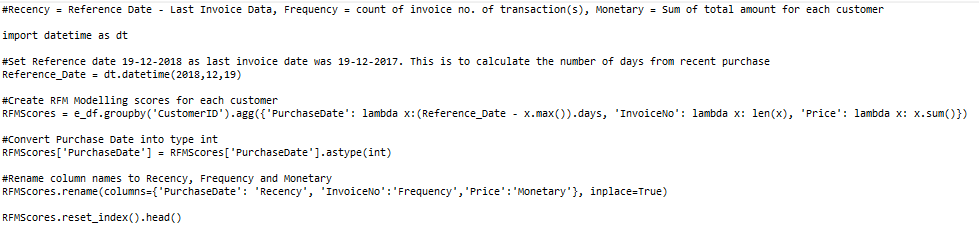 #Recency = Reference Date - Last Invoice Data, Frequency = count of invoice no. of transaction(s), Monetary = Sum of total amount for each customer
import datetime as dt
#Set Reference date 19-12-2018 as last invoice date was 19-12-2017. This is to calculate the number of days from recent purchase
Reference_Date = dt.datetime(2018,12,19)
#Create RFM Modelling scores for each customer
RFMScores = e_df.groupby('CustomerID').agg({'PurchaseDate': lambda x:(Reference_Date - x.max()).days, 'InvoiceNo': lambda x: len(x), 'Price': lambda x: x.sum()})
#Convert Purchase Date into type int
RFMScores['PurchaseDate'] = RFMScores['PurchaseDate'].astype(int)
#Rename column names to Recency, Frequency and Monetary
RFMScores.rename(columns={'PurchaseDate': 'Recency', 'InvoiceNo':'Frequency','Price':'Monetary'}, inplace=True)
RFMScores.reset_index().head()